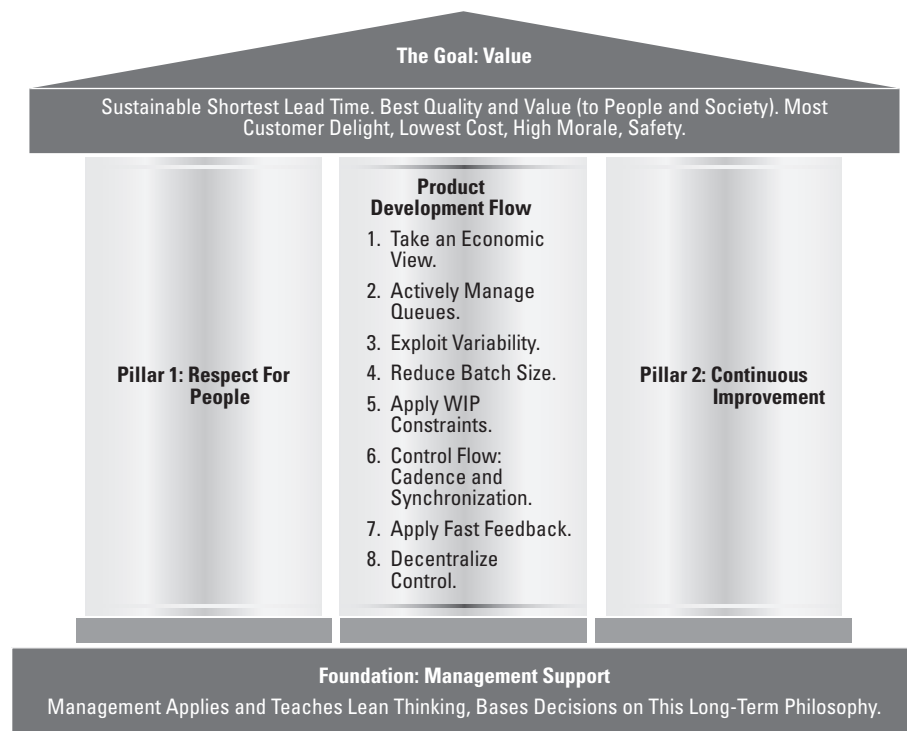 The Goal: Value
Sustainable Shortest Lead Time. Best Quality and Value (to People and Society). Most
Customer Delight, Lowest Cost, High Morale, Safety.
Pillar 1: Respect For
People
Product
Development Flow
1. Take an Economic
View.
2. Actively Manage
Queues.
3. Exploit Variability.
4. Reduce Batch Size.
5. Apply WIP
Constraints.
6. Control Flow:
Cadence and
Synchronization.
7. Apply Fast Feedback.
8. Decentralize
Control.
Pillar 2: Continuous
Improvement
Foundation: Management Support
Management Applies and Teaches Lean Thinking, Bases Decisions on This Long-Term Philosophy.